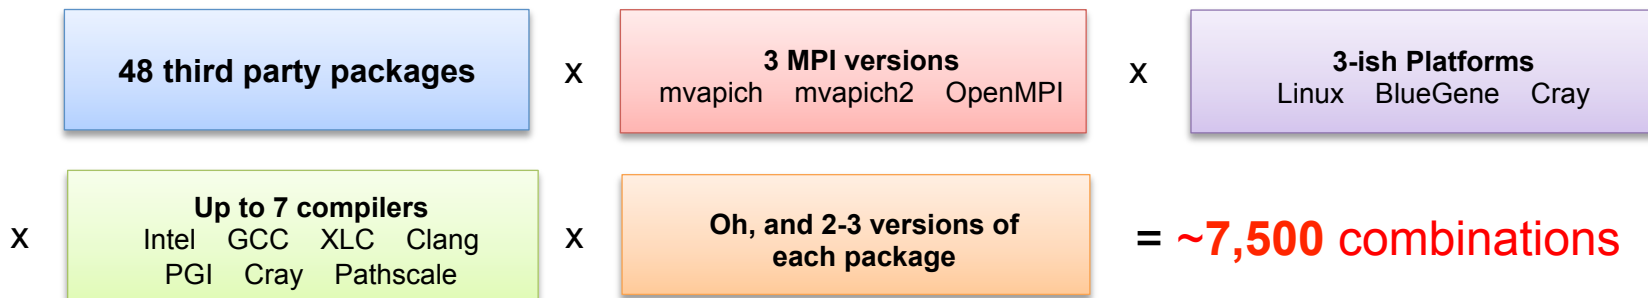 48 third party packages
x
3 MPI versions
mvapich mvapich2 OpenMPI
x
3-ish Platforms
Linux BlueGene Cray
x
Up to 7 compilers
Intel GCC XLC Clang
PGI Cray Pathscale
x
Oh, and 2-3 versions of
each package
= ~7,500 combinations